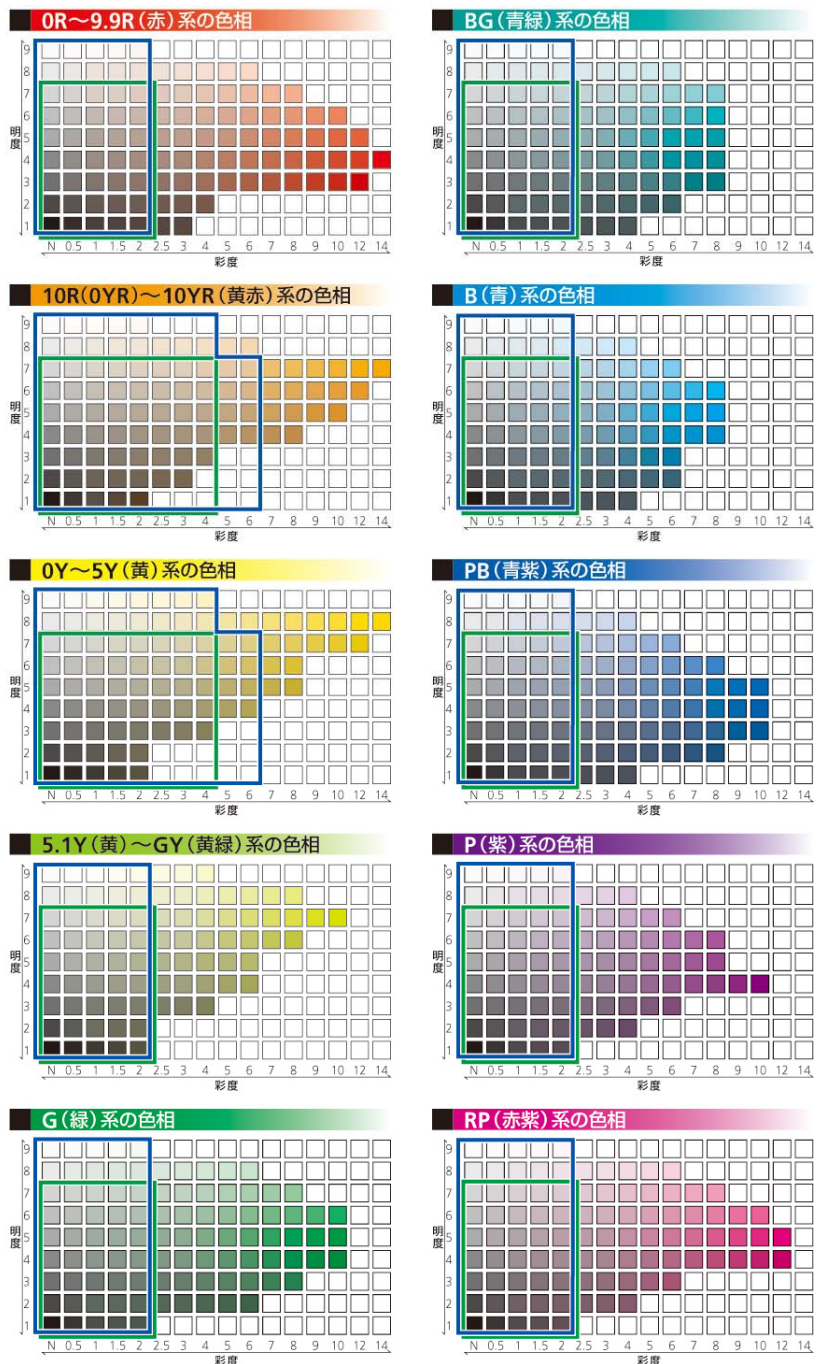 0R〜9.9R(赤)系の色相
9
8
7
6
5
4
3
2
1
明度
N 0.5 1 1.5 2 2.5 3 4 5 6 7 8 9 10 12 14
彩度
10R(0YR)〜10YR(黄赤)系の色相
9
8
7
6
5
4
3
2
1
明度
N 0.5 1 1.5 2 2.5 3 4 5 6 7 8 9 10 12 14
彩度
0Y〜5Y(黄)系の色相
9
8
7
6
5
4
3
2
1
明度
N 0.5 1 1.5 2 2.5 3 4 5 6 7 8 9 10 12 14
彩度
5.1Y(黄)〜GY(黄緑)系の色相
9
8
7
6
5
4
3
2
1
明度
N 0.5 1 1.5 2 2.5 3 4 5 6 7 8 9 10 12 14
彩度
G(緑)系の色相
9
8
7
6
5
4
3
2
1
明度
N 0.5 1 1.5 2 2.5 3 4 5 6 7 8 9 10 12 14
彩度
BG(青緑)系の色相
9
8
7
6
5
4
3
2
1
明度
N 0.5 1 1.5 2 2.5 3 4 5 6 7 8 9 10 12 14
彩度
B(青)系の色相
9
8
7
6
5
4
3
2
1
明度
N 0.5 1 1.5 2 2.5 3 4 5 6 7 8 9 10 12 14
彩度
PB(青紫)系の色相
9
8
7
6
5
4
3
2
1
明度
N 0.5 1 1.5 2 2.5 3 4 5 6 7 8 9 10 12 14
彩度
P(紫)系の色相
9
8
7
6
5
4
3
2
1
明度
N 0.5 1 1.5 2 2.5 3 4 5 6 7 8 9 10 12 14
彩度
RP(赤紫)系の色相
9
8
7
6
5
4
3
2
1
明度
N 0.5 1 1.5 2 2.5 3 4 5 6 7 8 9 10 12 14
彩度